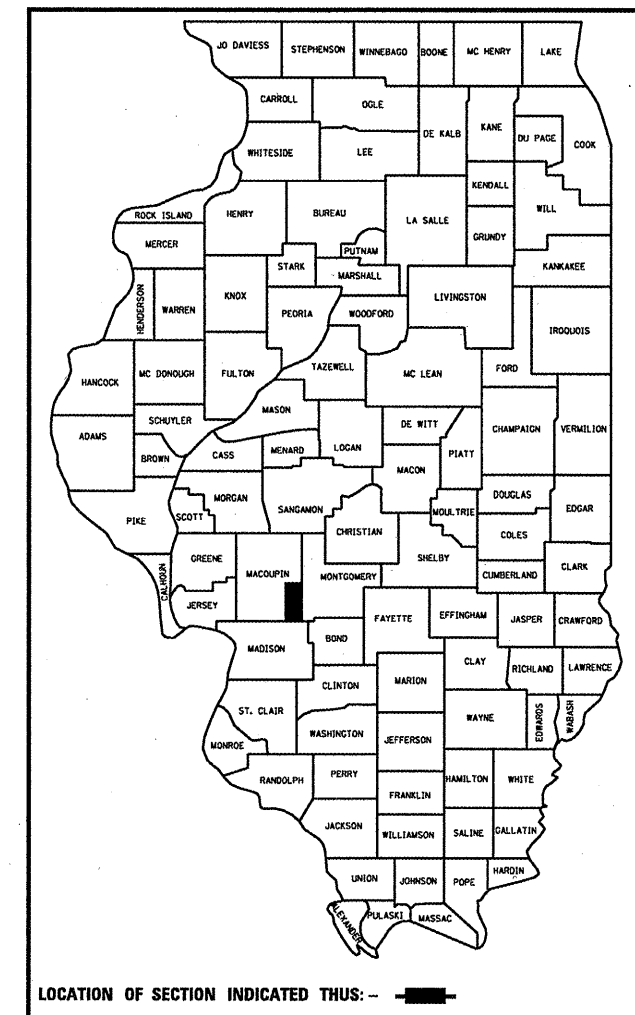 JO DAVIESS STEPHENSON WINNEBAGO BOONE MC HENRY LAKE
CARROLL OGLE DE KALB KANE DU PAGE COOK
WHITESIDE LEE
KENDALL WILL
ROCK ISLAND HENRY BUREAU LA SALLE GRUNDY
MERCER PUTNAM
STARK MARSHALL KANKAKEE
HENDERSON WARREN KNOX PEORIA WOODFORD LIVINGSTON IROQUOIS
HANCOCK MC DONOUGH FULTON TAZEWELL MC LEAN FORD
MASON
ADAMS SCHUYLER DE WITT CHAMPAIGN VERMILION
BROWN CASS MENARD LOGAN PIATT
MACON
PIKE SCOTT MORGAN SANGAMON MOULTRIE DOUGLAS EDGAR
CHRISTIAN COLES
GREENE MACOUPIN MONTGOMERY SHELBY CUMBERLAND CLARK
CALHOUN JERSEY
FAYETTE EFFINGHAM JASPER CRAWFORD
MADISON BOND
CLAY RICHLAND LAWRENCE
CLINTON MARION
ST. CLAIR WAYNE EDWARDS WABASH
MONROE WASHINGTON JEFFERSON
RANDOLPH PERRY HAMILTON WHITE
FRANKLIN
JACKSON WILLIAMSON SALINE GALLATIN
UNION JOHNSON POPE HARDIN
ALEXANDER PULASKI MASSAC
LOCATION OF SECTION INDICATED THUS: -